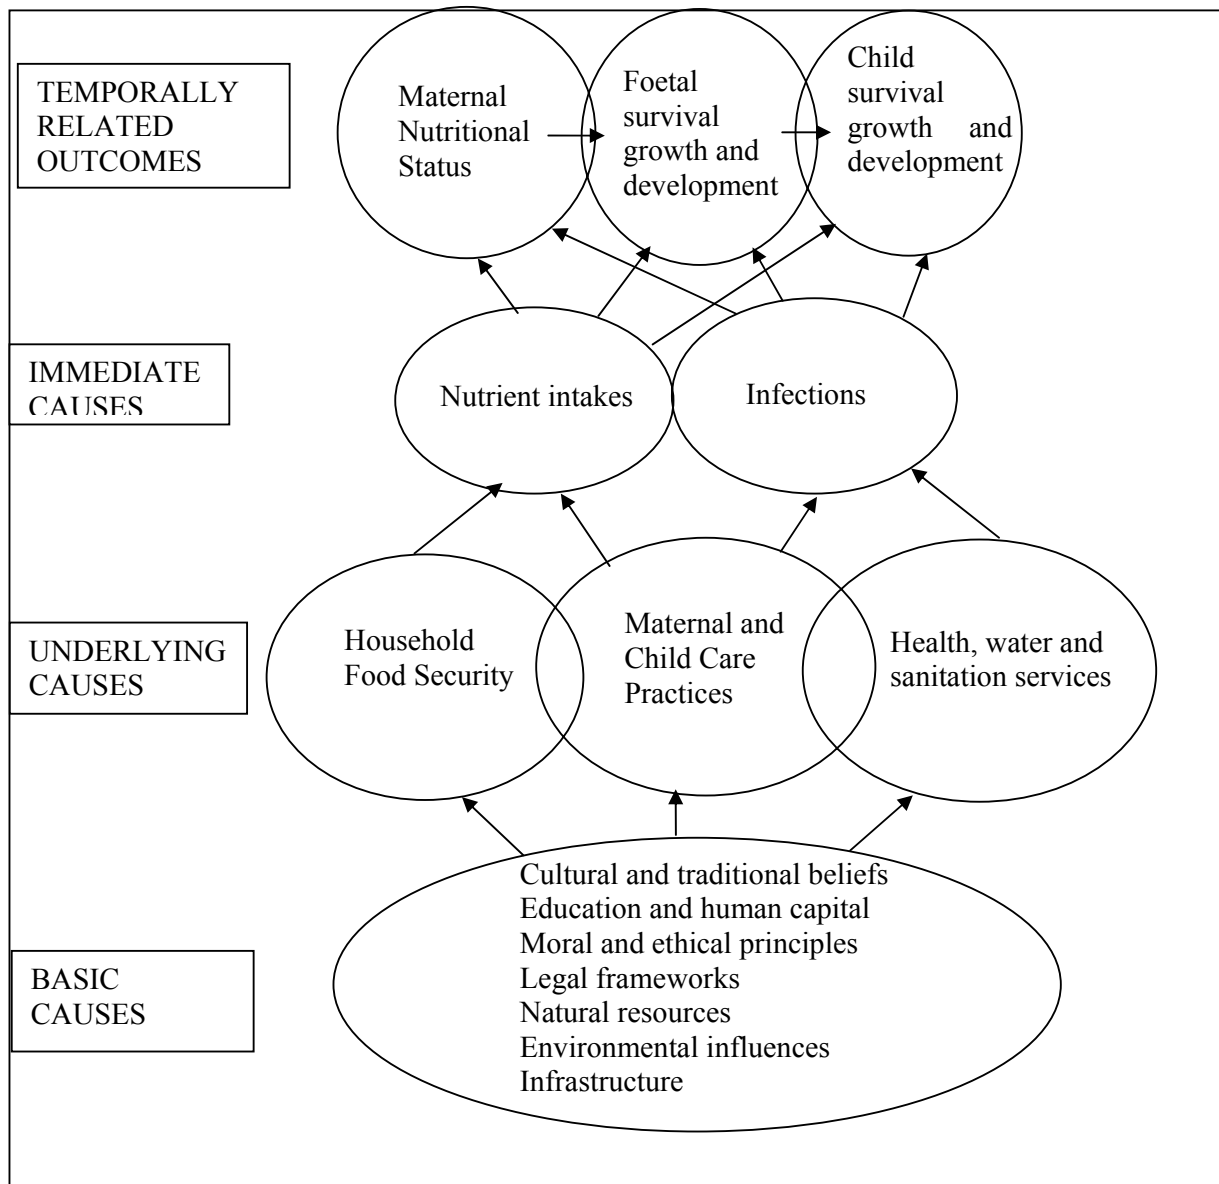 TEMPORALLY
RELATED
OUTCOMES
Maternal
Nutritional
Status
Foetal
survival
growth and
development
Child
survival
growth and
development
IMMEDIATE
CAUSES
Nutrient intakes
Infections
UNDERLYING
CAUSES
Household
Food Security
Maternal and
Child Care
Practices
Health, water and
sanitation services
BASIC
CAUSES
Cultural and traditional beliefs
Education and human capital
Moral and ethical principles
Legal frameworks
Natural resources
Environmental influences
Infrastructure